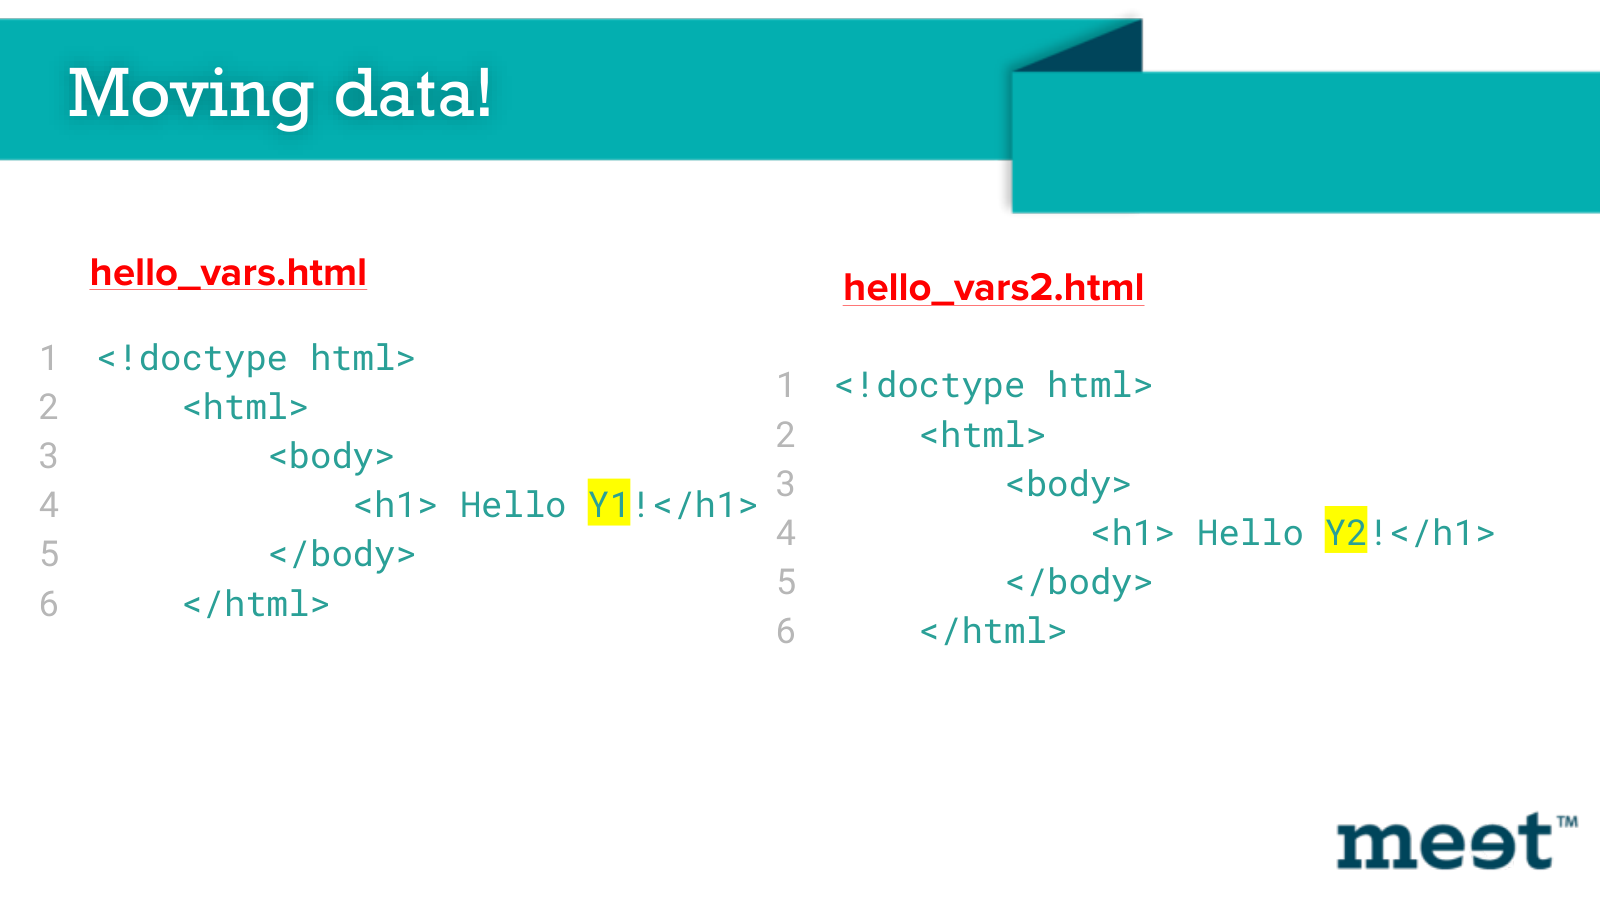 Moving data!
hello_vars.html
1 <!doctype html>
2 <html>
3 <body>
4 <h1> Hello Y1!</h1>
5 </body>
6 </html>
hello_vars2.html
1 <!doctype html>
2 <html>
3 <body>
4 <h1> Hello Y2!</h1>
5 </body>
6 </html>
meet™